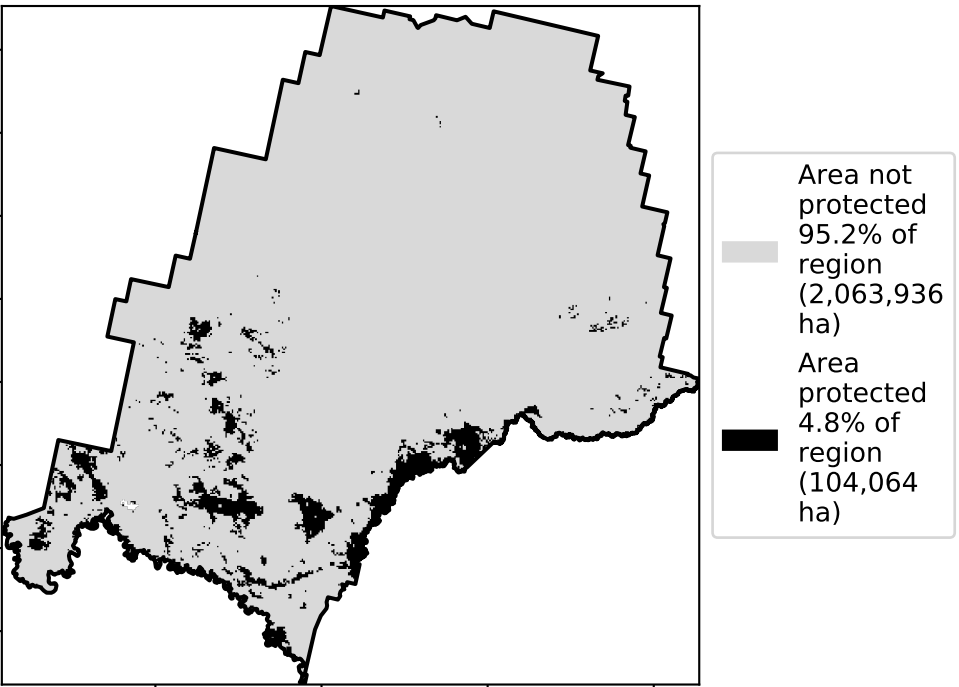 Area not
protected
95.2% of
region
(2,063,936
ha)
Area
protected
4.8% of
region
(104,064
ha)